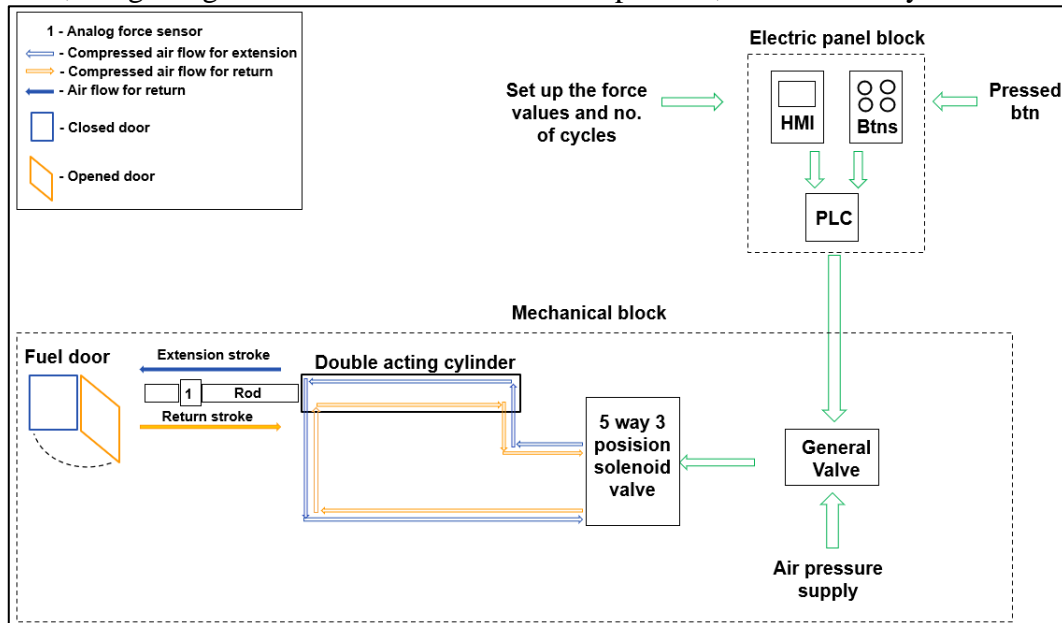 1 - Analog force sensor
- Compressed air flow for extension
- Compressed air flow for return
- Air flow for return
- Closed door
- Opened door
Electric panel block
Set up the force
values and no.
of cycles
HMI
Btns
Pressed
btn
PLC
Mechanical block
Fuel door
Extension stroke
1
Rod
Return stroke
Double acting cylinder
5 way 3
posision
solenoid
valve
General
Valve
Air pressure
supply